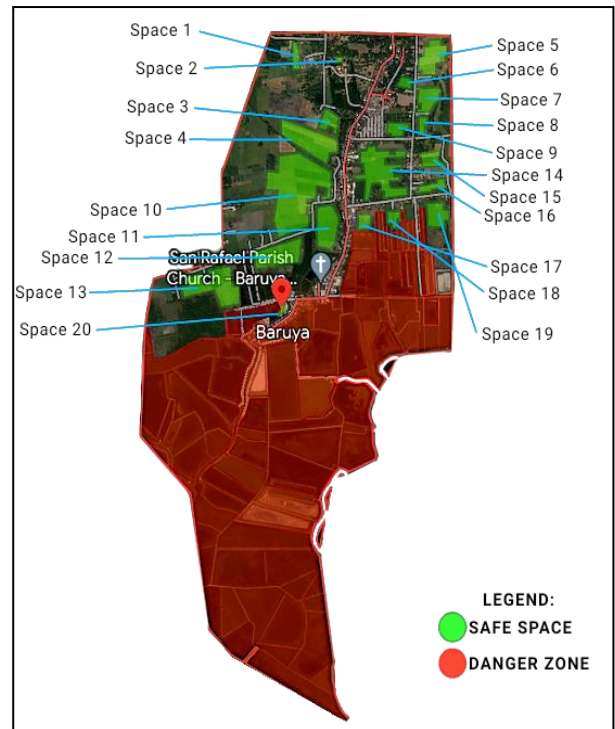 Space 1
Space 2
Space 3
Space 4
Space 5
Space 6
Space 7
Space 8
Space 9
Space 10
Space 11
Space 12
Space 13
Space 14
Space 15
Space 16
Space 17
Space 18
Space 19
Space 20
San Rafael Parish
Church - Baruya...
Baruya
LEGEND:
SAFE SPACE
DANGER ZONE